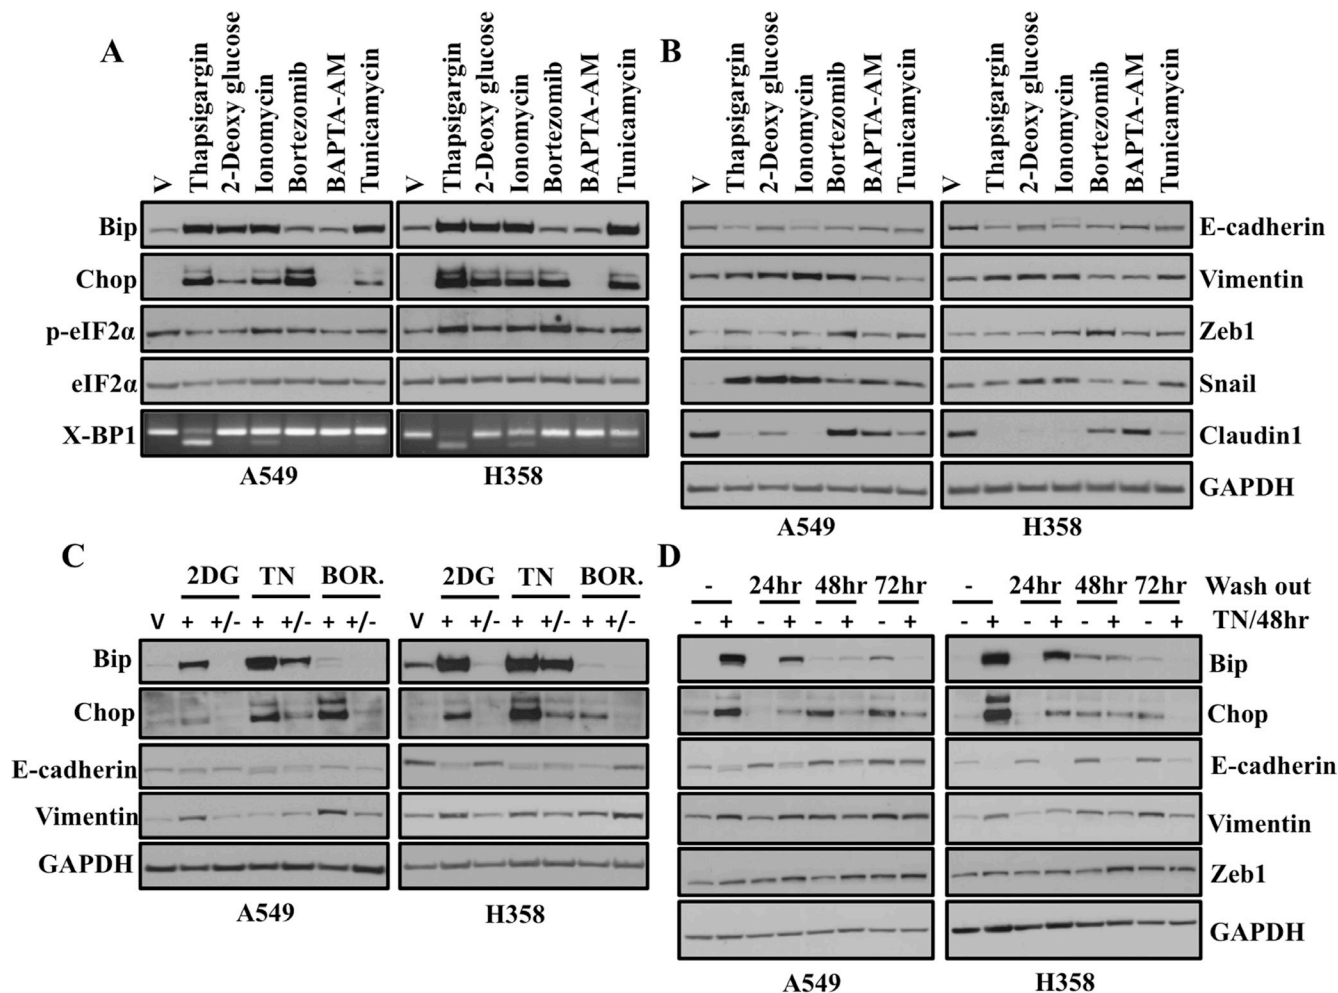 A
V Thapsigargin 2-Deoxy glucose Ionomycin Bortezomib BAPTA-AM Tunicamycin V Thapsigargin 2-Deoxy glucose Ionomycin Bortezomib BAPTA-AM Tunicamycin
Bip
Chop
p-eIF2α
eIF2α
X-BP1
A549 H358
B
V Thapsigargin 2-Deoxy glucose Ionomycin Bortezomib BAPTA-AM Tunicamycin V Thapsigargin 2-Deoxy glucose Ionomycin Bortezomib BAPTA-AM Tunicamycin
E-cadherin
Vimentin
Zeb1
Snail
Claudin1
GAPDH
A549 H358
C
2DG TN BOR. 2DG TN BOR.
V + +/- + +/- + +/- V + +/- + +/- + +/-
Bip
Chop
E-cadherin
Vimentin
GAPDH
A549 H358
D
- 24hr 48hr 72hr - 24hr 48hr 72hr Wash out
- + - + - + - + - + - + - + - + TN/48hr
Bip
Chop
E-cadherin
Vimentin
Zeb1
GAPDH
A549 H358